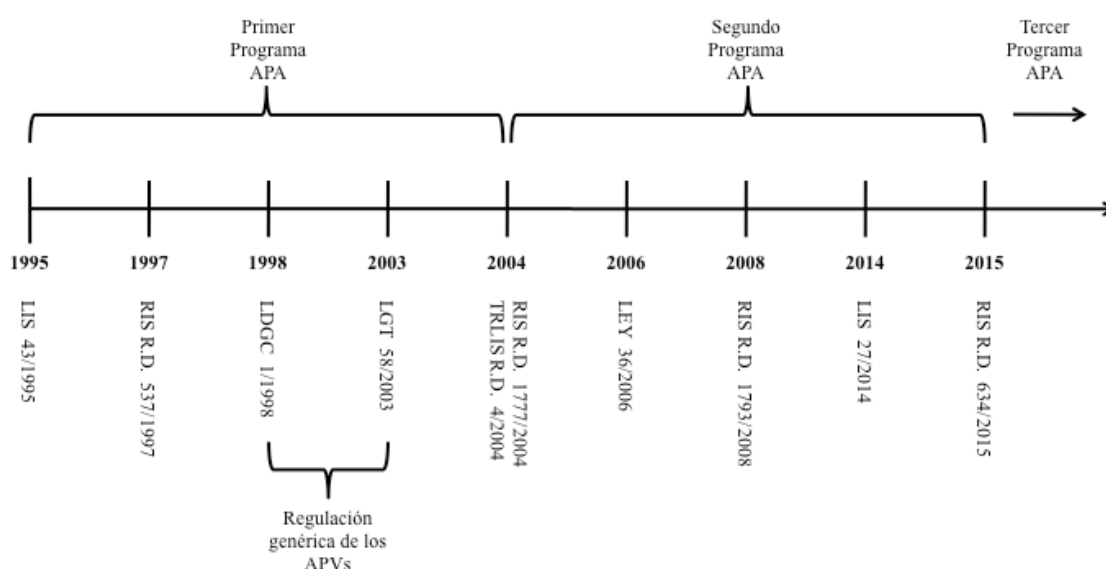 Primer
Programa
APA
Segundo
Programa
APA
Tercer
Programa
APA
1995
1997
1998
2003
2004
2006
2008
2014
2015
LIS 43/1995
RIS R.D. 537/1997
LDGC 1/1998
LGT 58/2003
RIS R.D. 1777/2004
TRLIS R.D. 4/2004
LEY 36/2006
RIS R.D. 1793/2008
LIS 27/2014
RIS R.D. 634/2015
Regulación
genérica de los
APVs